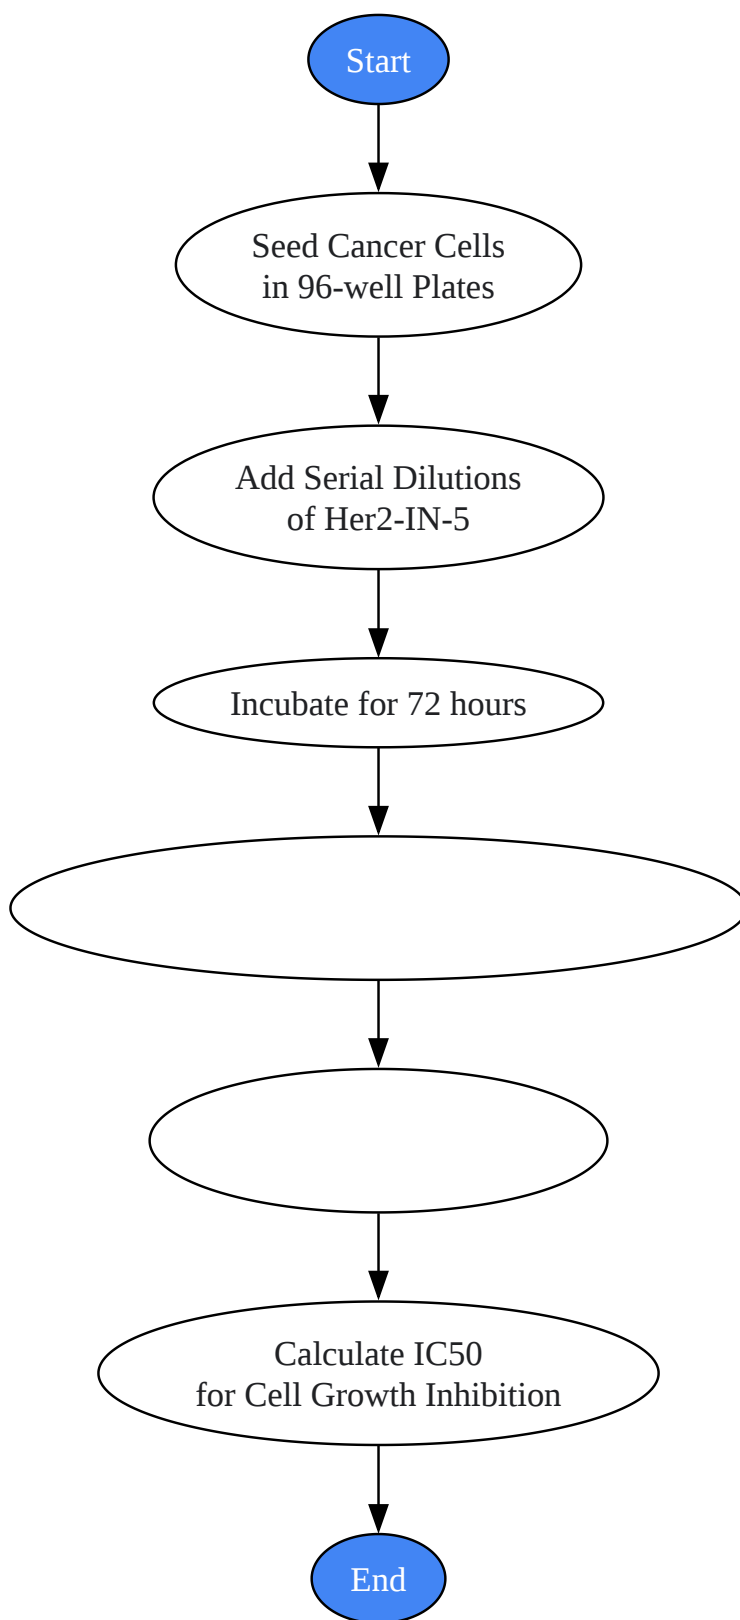 Start
Seed Cancer Cells
in 96-well Plates
Add Serial Dilutions
of Her2-IN-5
Incubate for 72 hours
Calculate IC50
for Cell Growth Inhibition
End